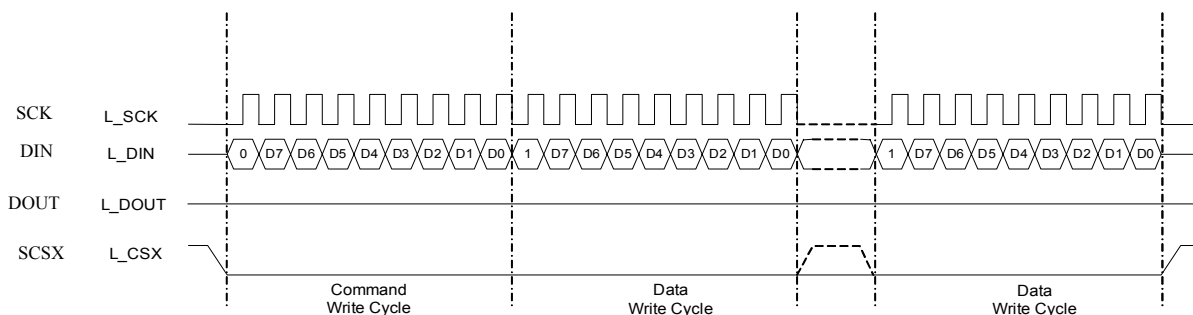 SCK L_SCK
DIN L_DIN 0 D7 D6 D5 D4 D3 D2 D1 D0 1 D7 D6 D5 D4 D3 D2 D1 D0 1 D7 D6 D5 D4 D3 D2 D1 D0
DOUT L_DOUT
SCSX L_CSX
Command Data Data
Write Cycle Write Cycle Write Cycle